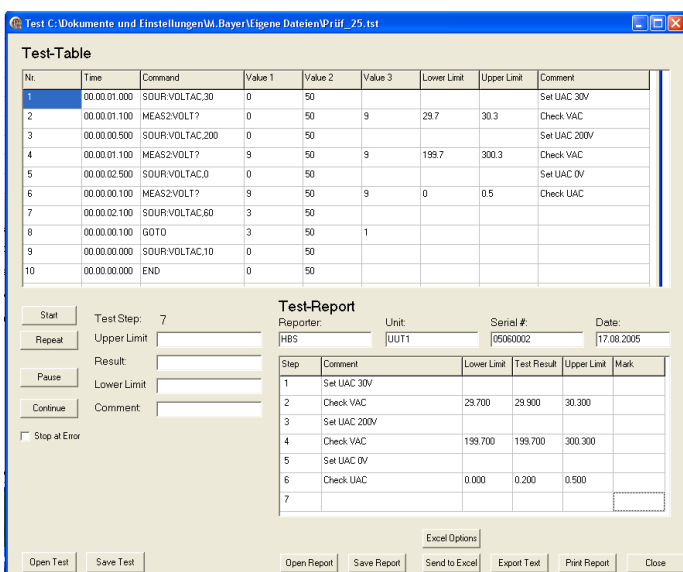 Test C:\Dokumente und Einstellungen\M.Bayer\Eigene Dateien\Prüf_25.tst
Test-Table
Nr. Time Command Value 1 Value 2 Value 3 Lower Limit Upper Limit Comment
1 00.00.01.000 SOUR:VOLTAC,30 0 50 Set UAC 30V
2 00.00.01.100 MEAS2:VOLT? 0 50 9 29.7 30.3 Check VAC
3 00.00.00.500 SOUR:VOLTAC,200 0 50 Set UAC 200V
4 00.00.01.100 MEAS2:VOLT? 9 50 9 199.7 300.3 Check VAC
5 00.00.02.500 SOUR:VOLTAC,0 0 50 Set UAC 0V
6 00.00.00.100 MEAS2:VOLT? 9 50 9 0 0.5 Check UAC
7 00.00.02.100 SOUR:VOLTAC,60 3 50
8 00.00.00.100 GOTO 3 50 1
9 00.00.00.000 SOUR:VOLTAC,10 0 50
10 00.00.00.000 END 0 50
Start
Repeat
Pause
Continue
Stop at Error
Test Step: 7
Upper Limit
Result:
Lower Limit
Comment:
Test-Report
Reporter: Unit: Serial #: Date:
HBS UUT1 05060002 17.08.2005
Step Comment Lower Limit Test Result Upper Limit Mark
1 Set UAC 30V
2 Check VAC 29.700 29.900 30.300
3 Set UAC 200V
4 Check VAC 199.700 199.700 300.300
5 Set UAC 0V
6 Check UAC 0.000 0.200 0.500
7
Excel Options
Open Test Save Test Open Report Save Report Send to Excel Export Text Print Report Close